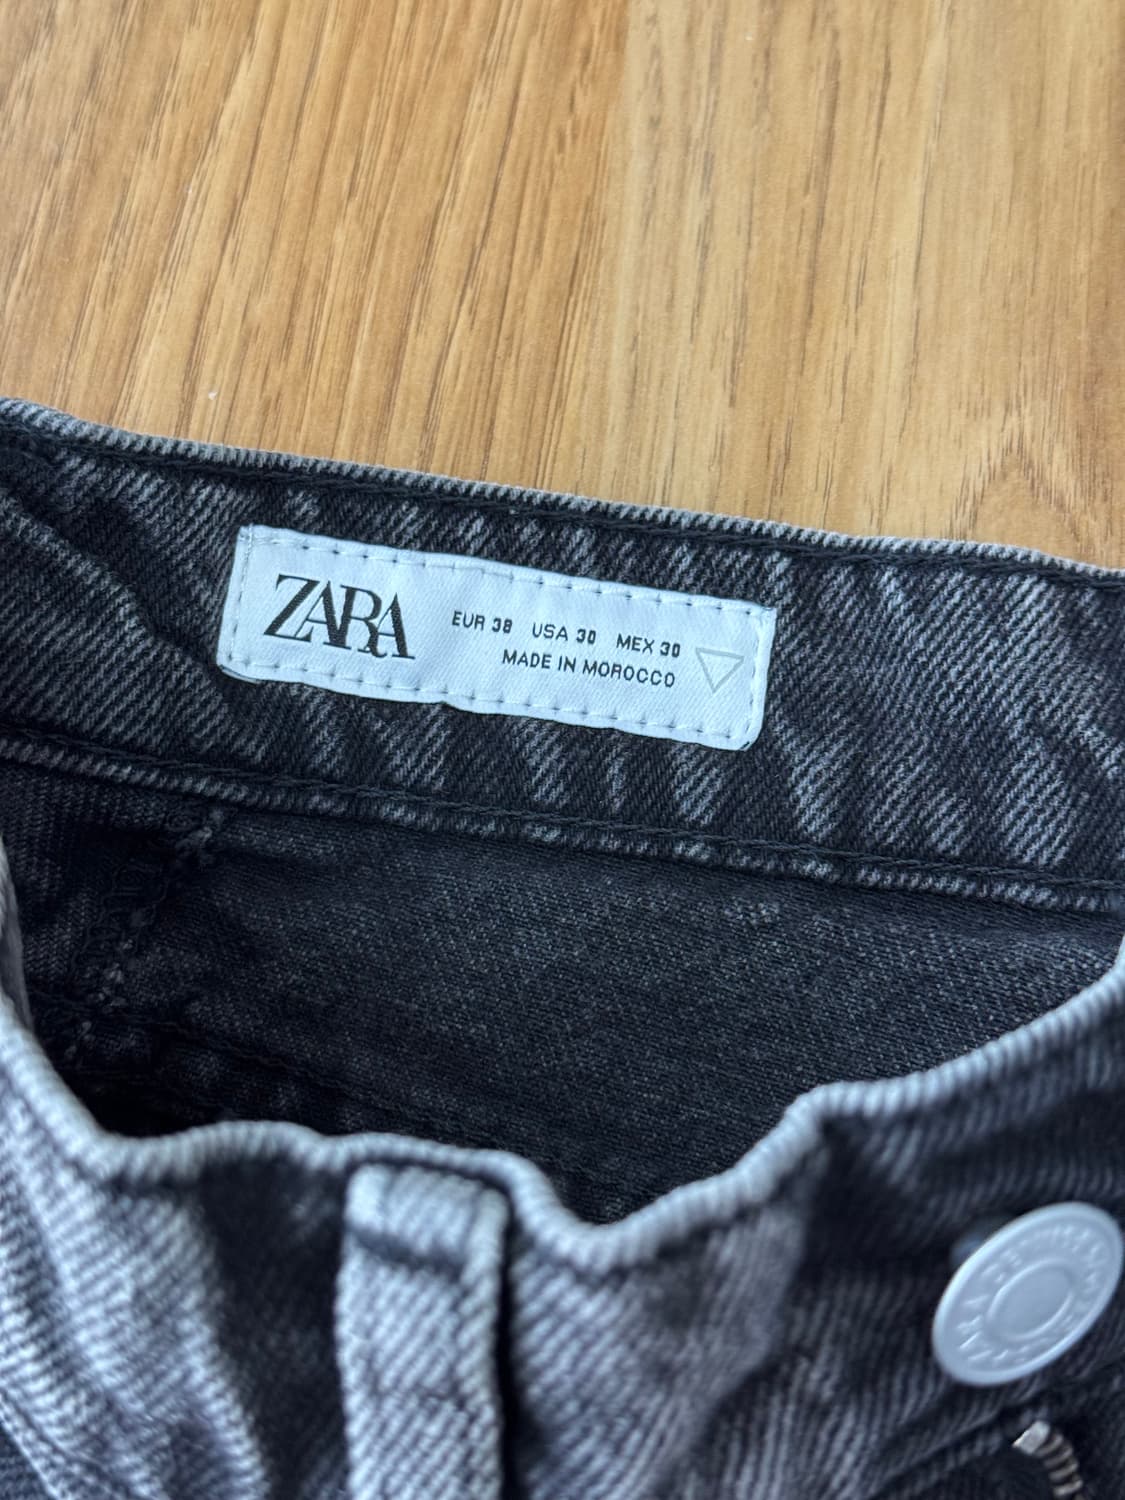 ZARA
EUR 38 USA 30 MEX 30
MADE IN MOROCCO